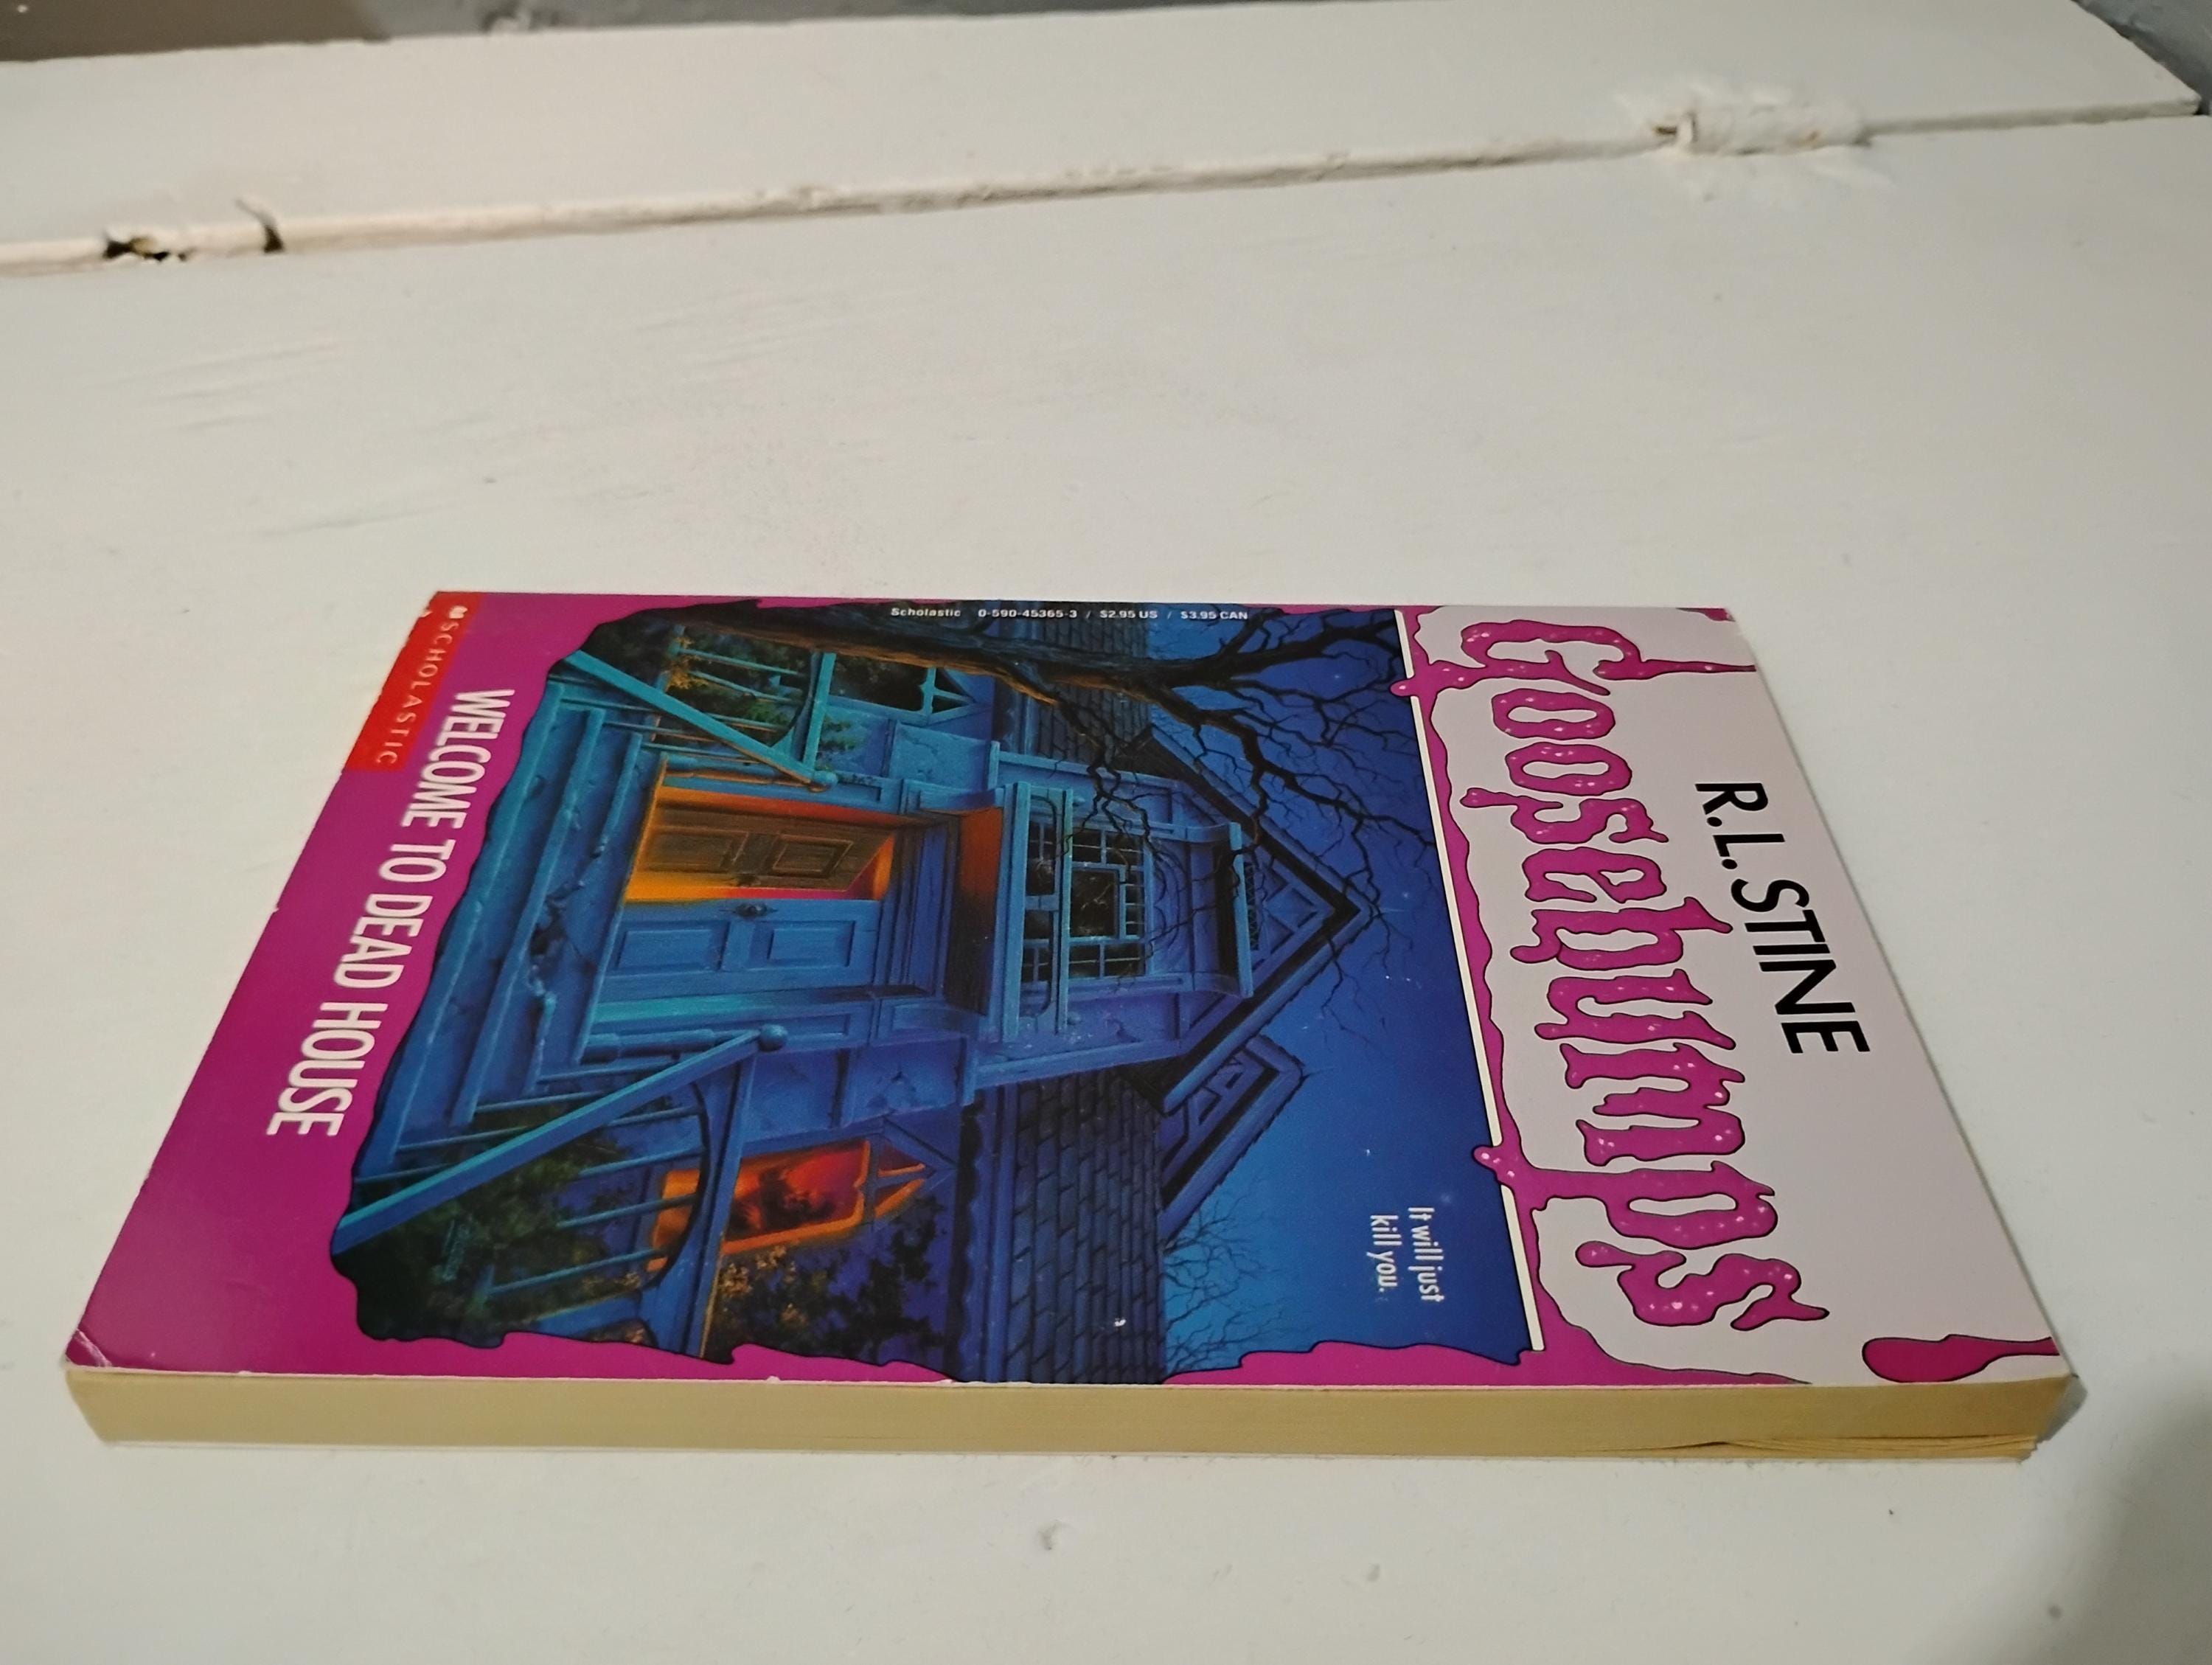 R.L. STINE
Goosebumps
It will just
kill you.
Scholastic 0-590-45365-3 / $2.95 US / $3.95 CAN
WELCOME TO DEAD HOUSE
SCHOLASTIC